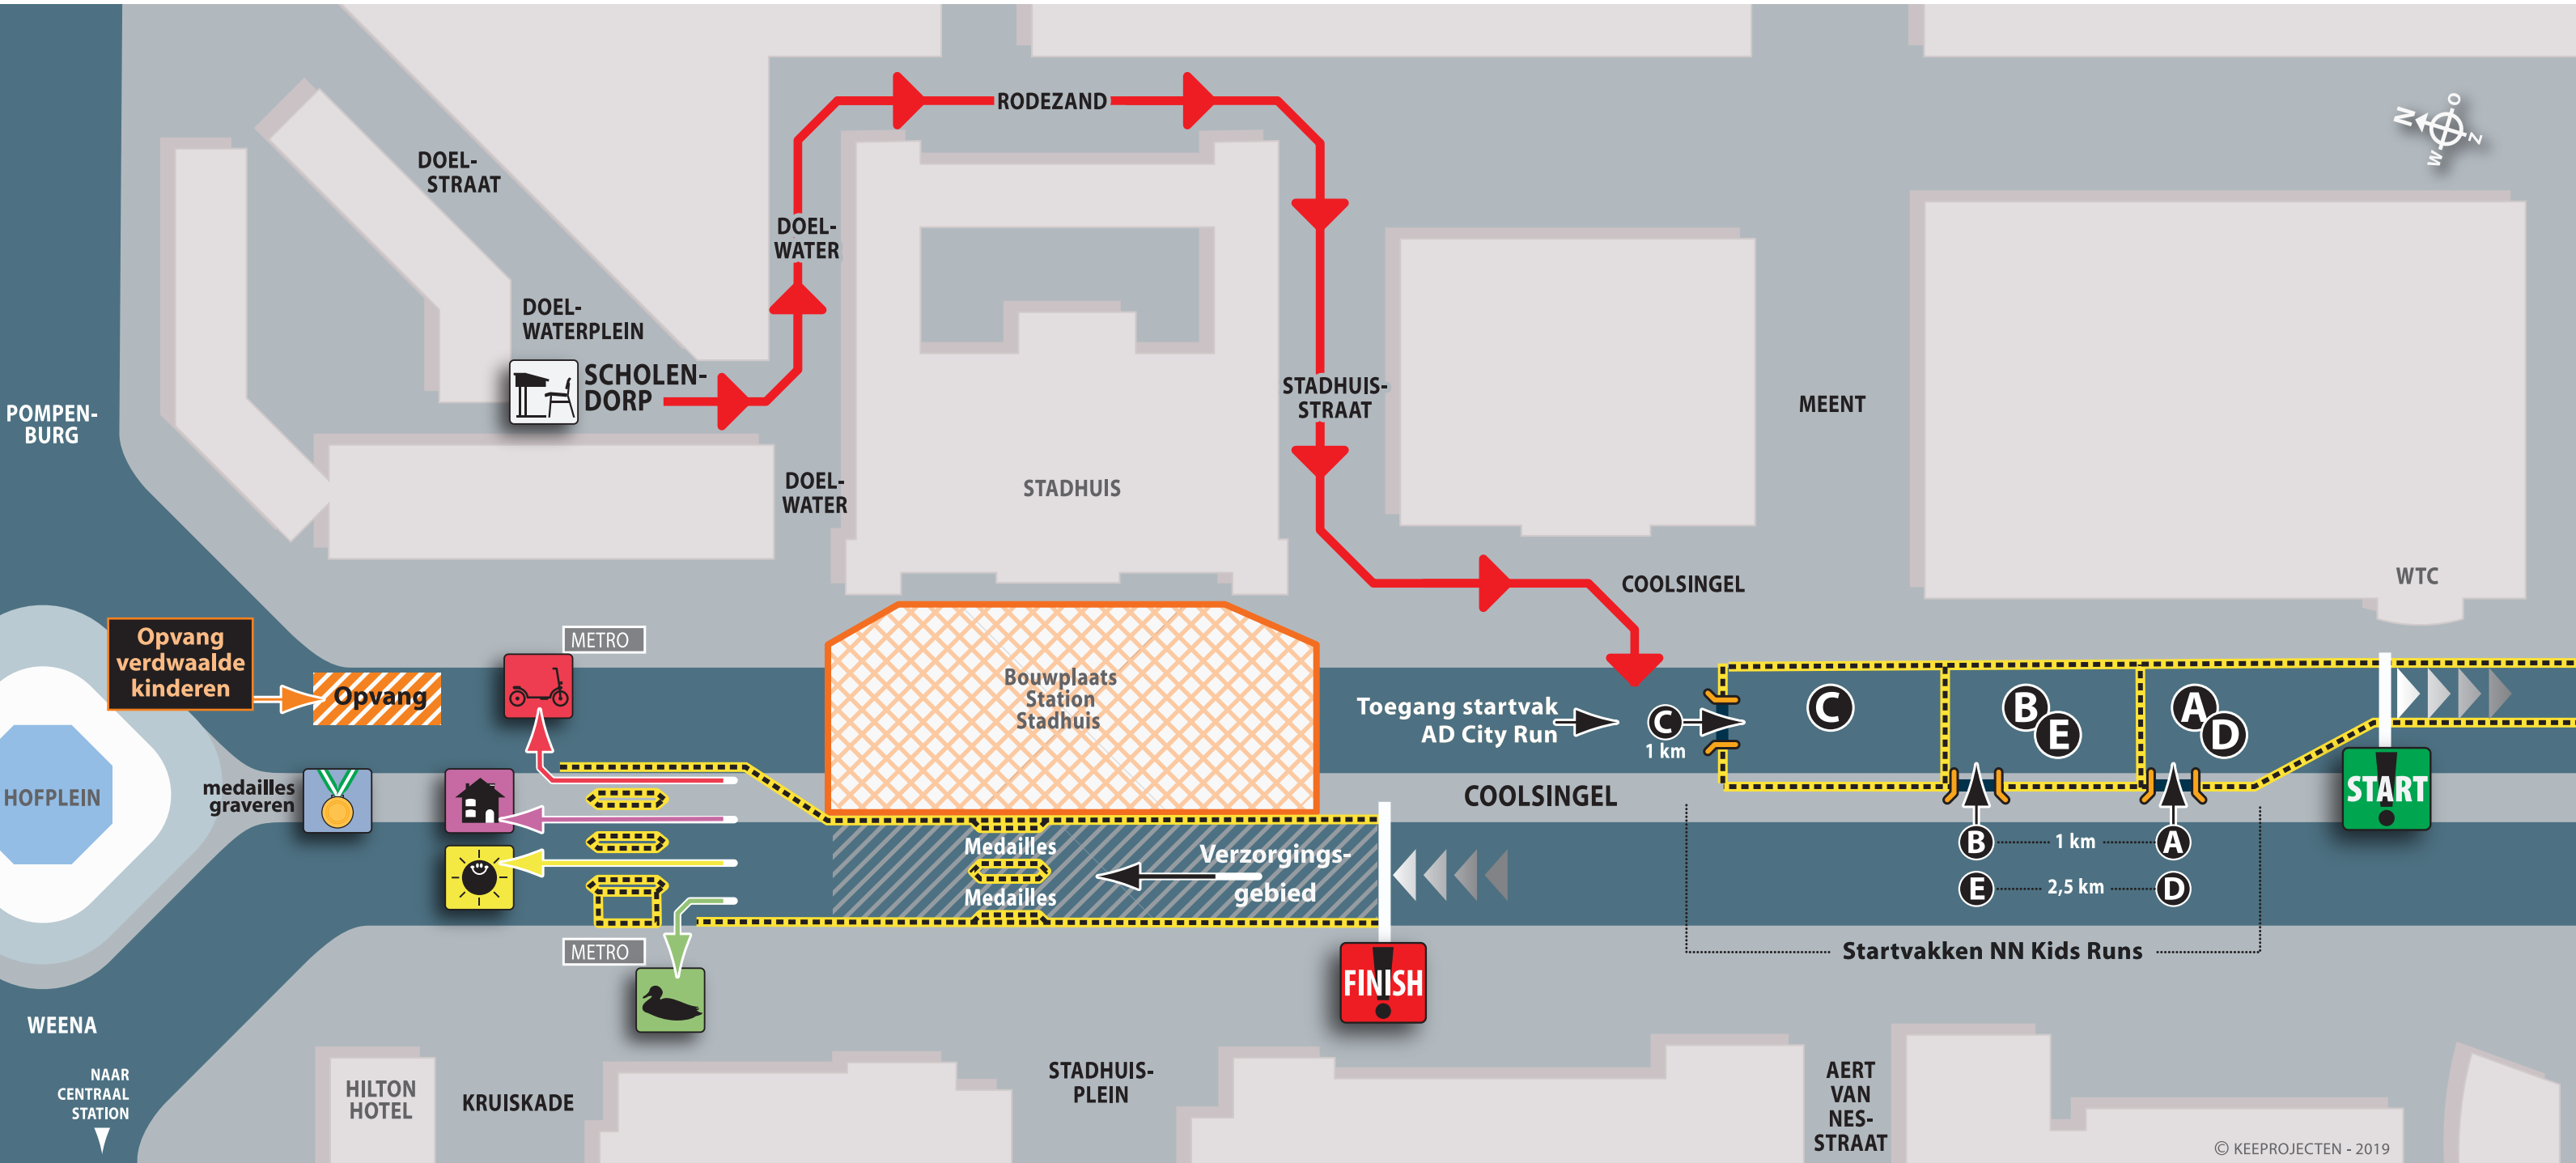 RODEZAND
N
O
Z
W
DOEL-
STRAAT
DOEL-
WATER
DOEL-
WATERPLEIN
SCHOLEN-
DORP
POMPEN-
BURG
STADHUIS-
STRAAT
MEENT
DOEL-
WATER
STADHUIS
COOLSINGEL
WTC
Opvang
verdwaalde
kinderen
Opvang
METRO
Bouwplaats
Station
Stadhuis
Toegang startvak
AD City Run
C
1 km
C
B
E
A
D
HOFPLEIN
medailles
graveren
COOLSINGEL
START
Medailles
Medailles
Verzorgings-
gebied
B 1 km A
E 2,5 km D
METRO
FINISH
Startvakken NN Kids Runs
WEENA
NAAR
CENTRAAL
STATION
HILTON
HOTEL
KRUISKADE
STADHUIS-
PLEIN
AERT
VAN
NES-
STRAAT
© KEEPROJECTEN - 2019